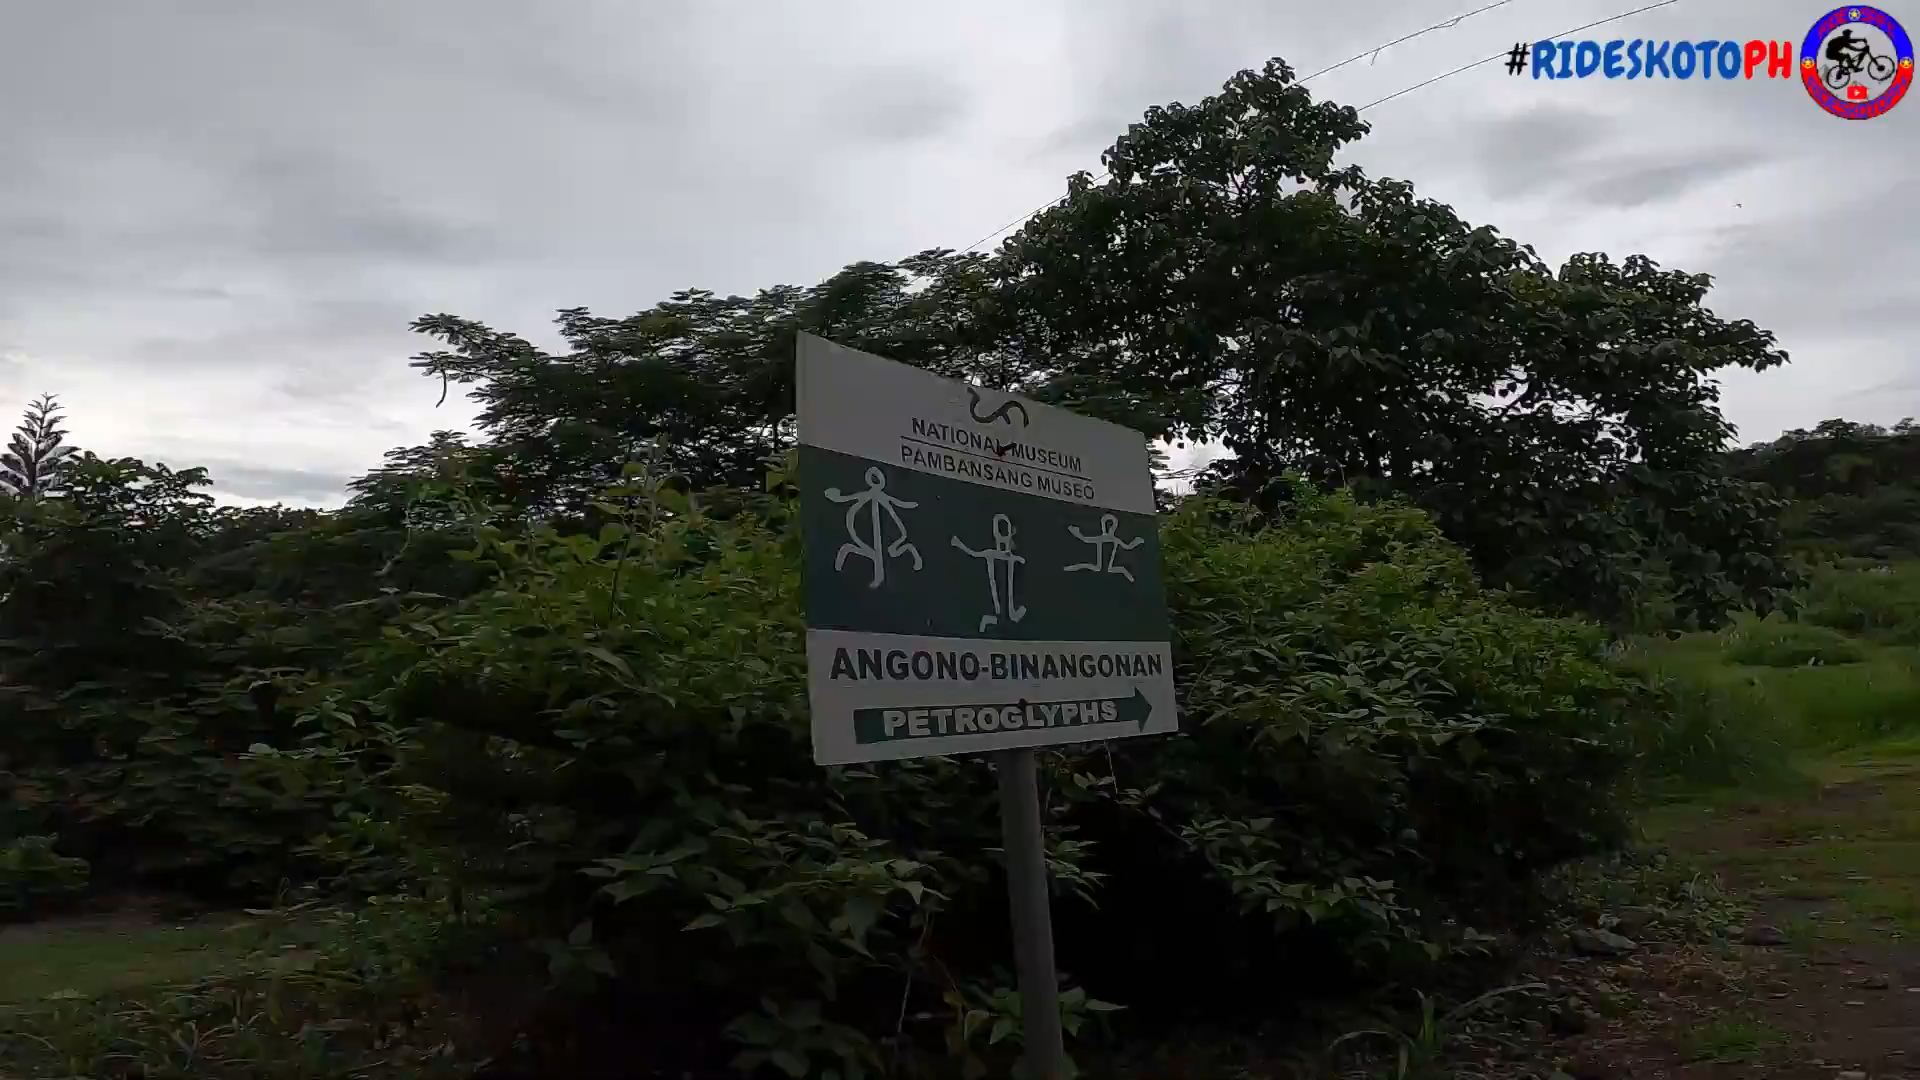 #RIDESKOTOPH
NATIONAL MUSEUM
PAMBANSANG MUSEO
ANGONO-BINANGONAN
PETROGLYPHS